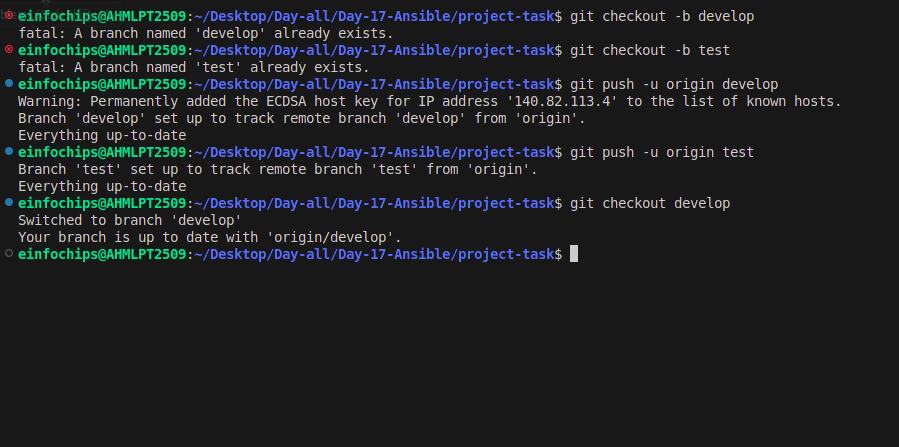 einfochips@AHMLPT2509:~/Desktop/Day-all/Day-17-Ansible/project-task$ git checkout -b develop
fatal: A branch named 'develop' already exists.
einfochips@AHMLPT2509:~/Desktop/Day-all/Day-17-Ansible/project-task$ git checkout -b test
fatal: A branch named 'test' already exists.
einfochips@AHMLPT2509:~/Desktop/Day-all/Day-17-Ansible/project-task$ git push -u origin develop
Warning: Permanently added the ECDSA host key for IP address '140.82.113.4' to the list of known hosts.
Branch 'develop' set up to track remote branch 'develop' from 'origin'.
Everything up-to-date
einfochips@AHMLPT2509:~/Desktop/Day-all/Day-17-Ansible/project-task$ git push -u origin test
Branch 'test' set up to track remote branch 'test' from 'origin'.
Everything up-to-date
einfochips@AHMLPT2509:~/Desktop/Day-all/Day-17-Ansible/project-task$ git checkout develop
Switched to branch 'develop'
Your branch is up to date with 'origin/develop'.
einfochips@AHMLPT2509:~/Desktop/Day-all/Day-17-Ansible/project-task$